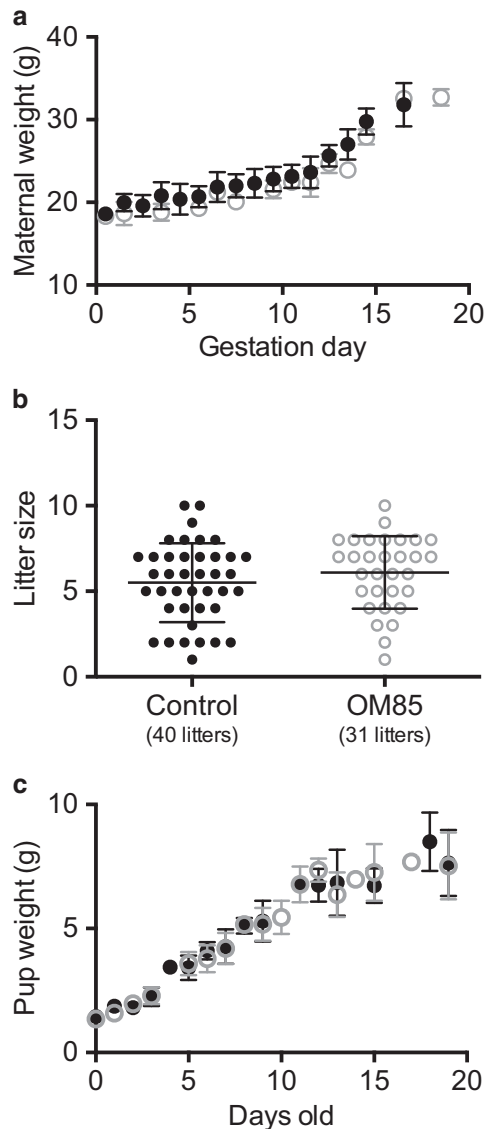 a
Maternal weight (g)
40
30
20
10
0 5 10 15 20
Gestation day
b
Litter size
15
10
5
0
Control OM85
(40 litters) (31 litters)
c
Pup weight (g)
10
5
0
0 5 10 15 20
Days old